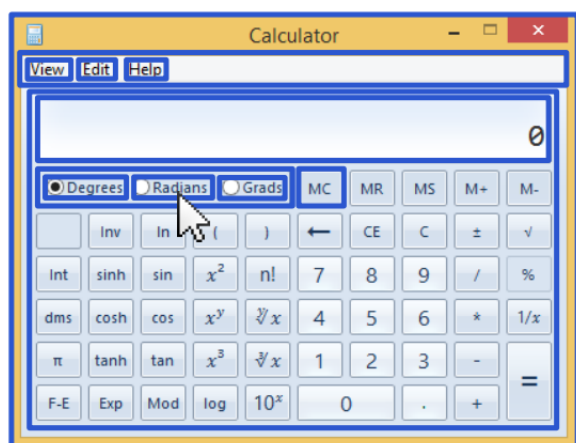 Calculator
View Edit Help
0
Degrees Radians Grads MC MR MS M+ M-
Inv ln ( ) ← CE C ± √
Int sinh sin x² n! 7 8 9 / %
dms cosh cos xʸ ʸ√x 4 5 6 * 1/x
π tanh tan x³ ³√x 1 2 3 - =
F-E Exp Mod log 10ˣ 0 . +